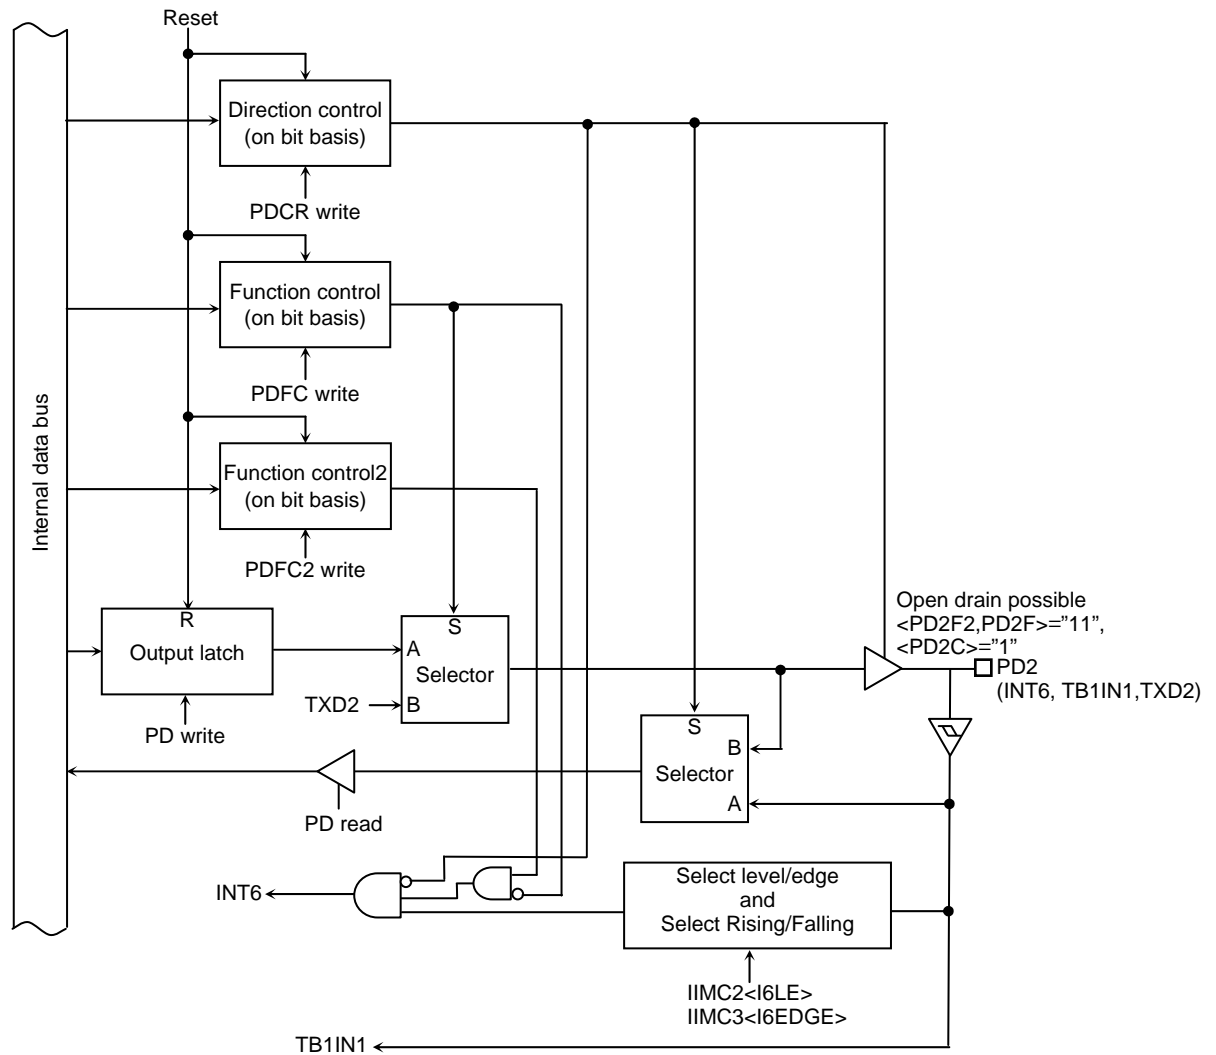 Reset
Direction control
(on bit basis)
PDCR write
Function control
(on bit basis)
PDFC write
Internal data bus
Function control2
(on bit basis)
PDFC2 write
R
Output latch
PD write
S
A
Selector
TXD2
B
Open drain possible
<PD2F2,PD2F>="11",
<PD2C>="1"
PD2
(INT6, TB1IN1,TXD2)
S
B
Selector
A
PD read
INT6
Select level/edge
and
Select Rising/Falling
IIMC2<I6LE>
IIMC3<I6EDGE>
TB1IN1